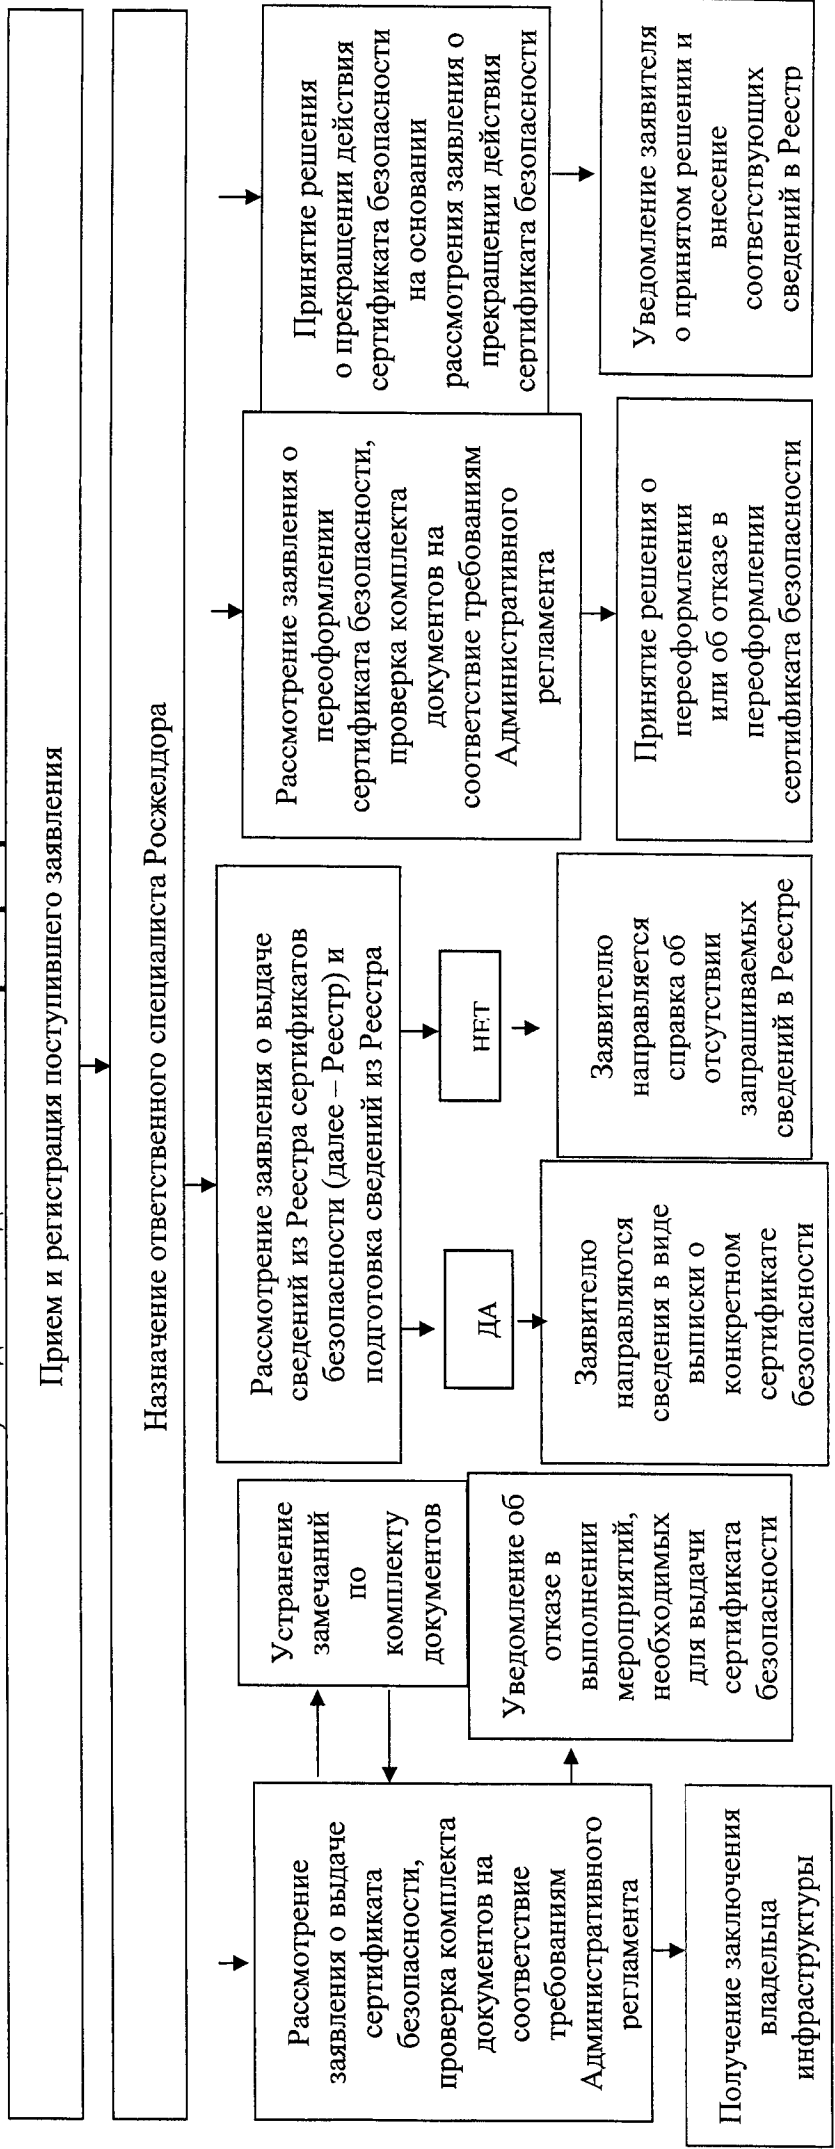 Прием и регистрация поступившего заявления
Назначение ответственного специалиста Росжелдора
Рассмотрение
заявления о выдаче
сертификата
безопасности,
проверка комплекта
документов на
соответствие
требованиям
Административного
регламента
Устранение
замечаний
по
комплекту
документов
Уведомление об
отказе в
выполнении
мероприятий,
необходимых
для выдачи
сертификата
безопасности
Получение заключения
владельца
инфраструктуры
Рассмотрение заявления о выдаче
сведений из Реестра сертификатов
безопасности (далее – Реестр) и
подготовка сведений из Реестра
ДА
НЕТ
Заявителю
направляются
сведения в виде
выписки о
конкретном
сертификате
безопасности
Заявителю
направляется
справка об
отсутствии
запрашиваемых
сведений в Реестре
Рассмотрение заявления о
переоформлении
сертификата безопасности,
проверка комплекта
документов на
соответствие требованиям
Административного
регламента
Принятие решения о
переоформлении
или об отказе в
переоформлении
сертификата безопасности
Принятие решения
о прекращении действия
сертификата безопасности
на основании
рассмотрения заявления о
прекращении действия
сертификата безопасности
Уведомление заявителя
о принятом решении и
внесение
соответствующих
сведений в Реестр